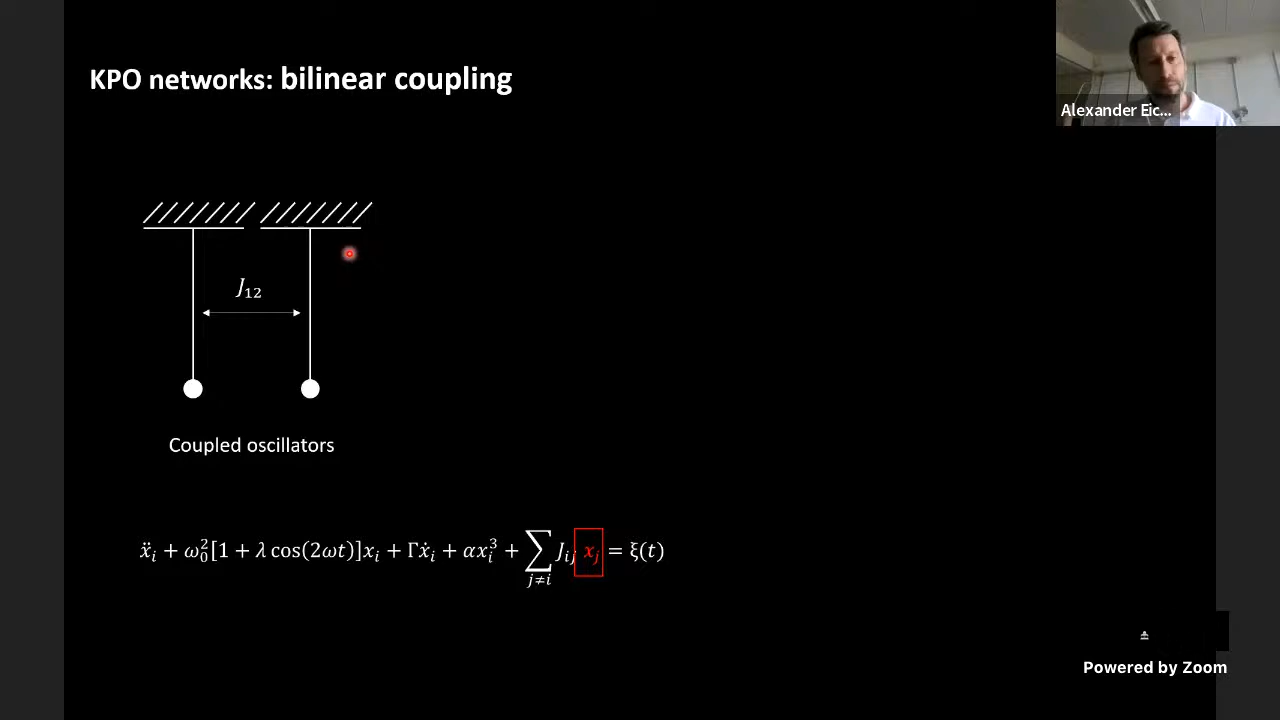 KPO networks: bilinear coupling
Alexander Eic...
J₁₂
Coupled oscillators
ẍᵢ + ω₀²[1 + λ cos(2ωt)]xᵢ + Γẋᵢ + αxᵢ³ + ∑_{j≠i} Jᵢⱼ xⱼ = ξ(t)
Powered by Zoom